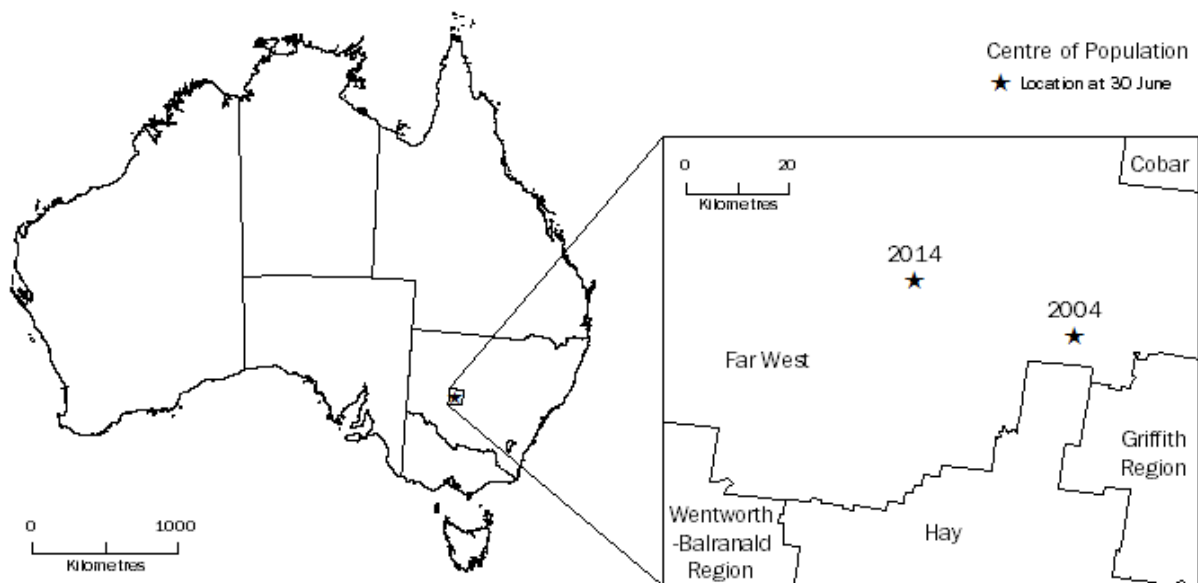 Centre of Population
★ Location at 30 June
0 20
Kilometres
Cobar
2014
2004
Far West
Griffith
Region
Wentworth
-Balranald
Region
Hay
0 1000
Kilometres